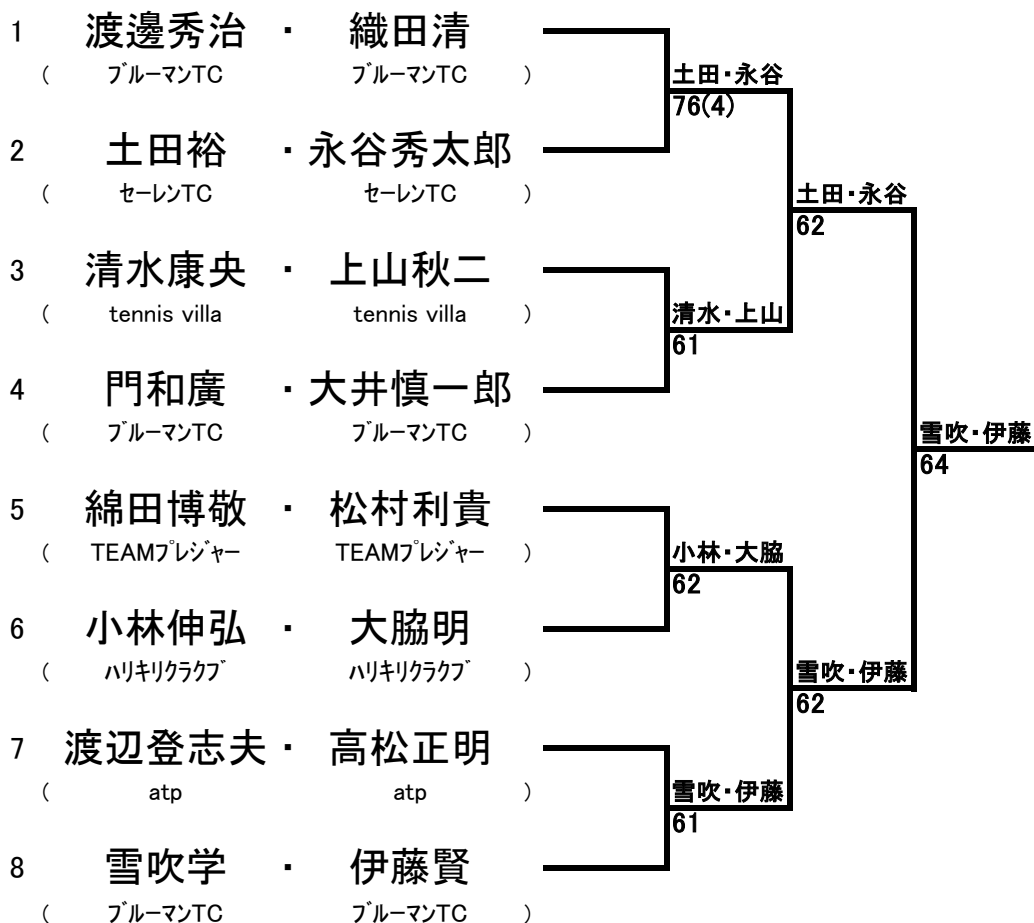 1 渡邊秀治 ・ 織田清
( ﾌﾞﾙｰﾏﾝTC ﾌﾞﾙｰﾏﾝTC )
土田・永谷
76(4)
2 土田裕 ・ 永谷秀太郎
( ｾｰﾚﾝTC ｾｰﾚﾝTC )
土田・永谷
62
3 清水康央 ・ 上山秋二
( tennis villa tennis villa )
清水・上山
61
4 門和廣 ・ 大井慎一郎
( ﾌﾞﾙｰﾏﾝTC ﾌﾞﾙｰﾏﾝTC )
雪吹・伊藤
64
5 綿田博敬 ・ 松村利貴
( TEAMﾌﾟﾚｼﾞｬｰ TEAMﾌﾟﾚｼﾞｬｰ )
小林・大脇
62
6 小林伸弘 ・ 大脇明
( ﾊﾘｷﾘｸﾗｸﾌﾞ ﾊﾘｷﾘｸﾗｸﾌﾞ )
雪吹・伊藤
62
7 渡辺登志夫 ・ 高松正明
( atp atp )
雪吹・伊藤
61
8 雪吹学 ・ 伊藤賢
( ﾌﾞﾙｰﾏﾝTC ﾌﾞﾙｰﾏﾝTC )